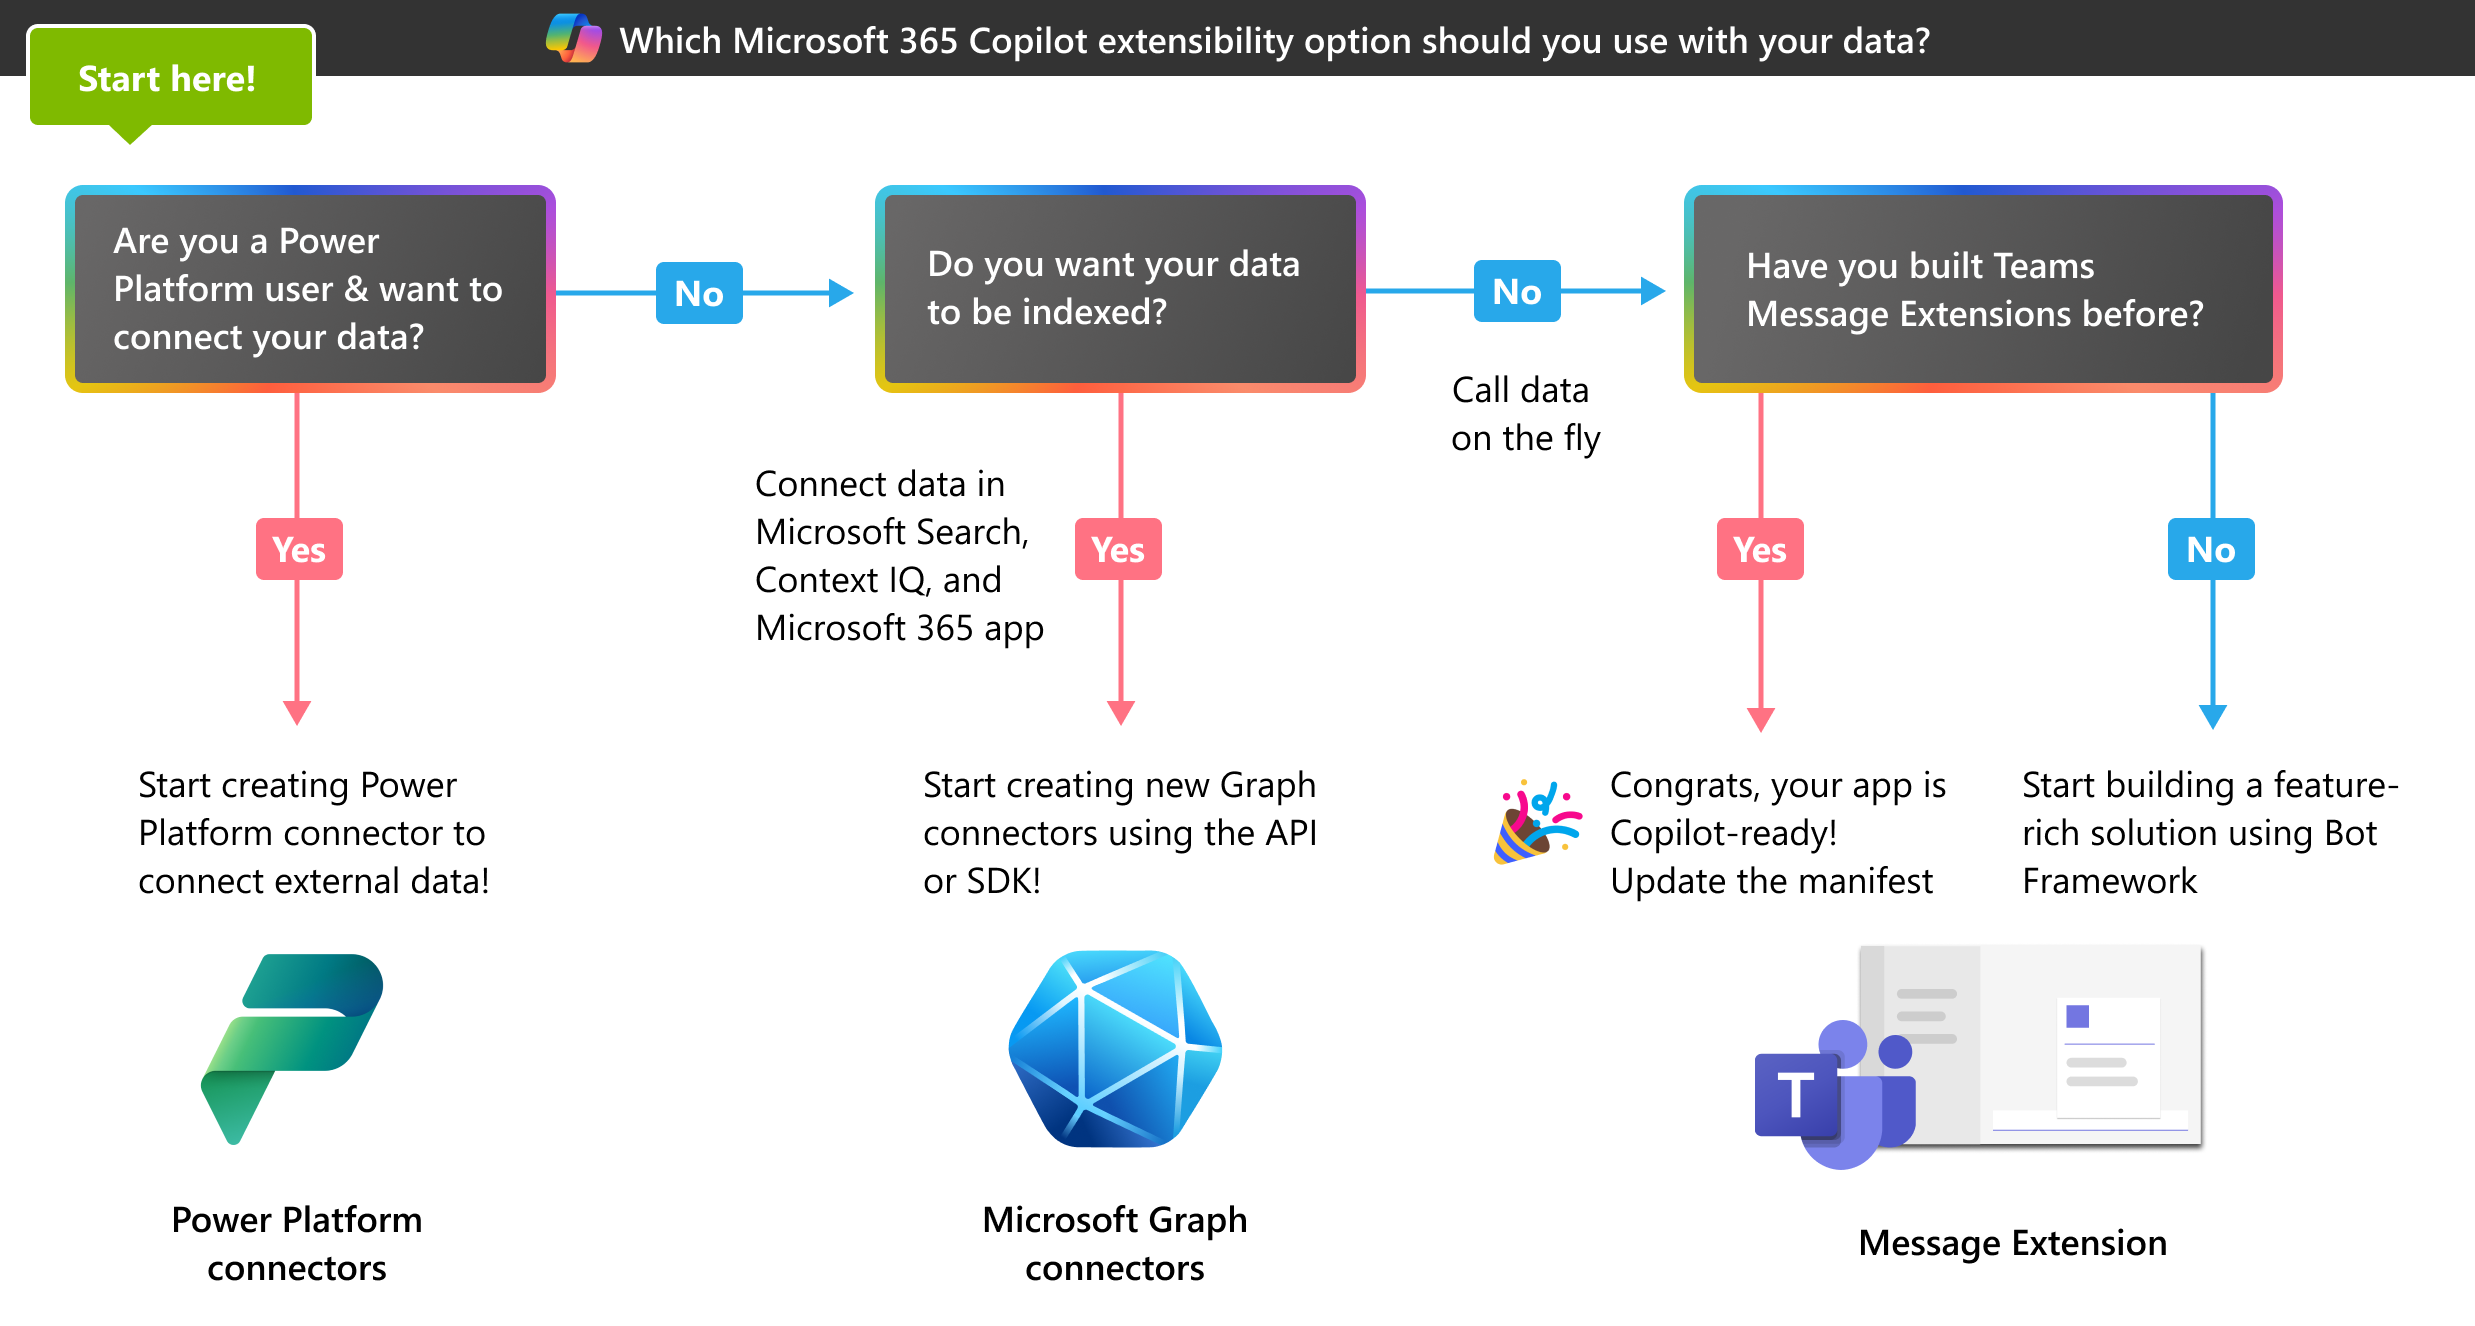 Which Microsoft 365 Copilot extensibility option should you use with your data?
Start here!
Are you a Power
Platform user & want to
connect your data?
No
Do you want your data
to be indexed?
No
Have you built Teams
Message Extensions before?
Call data
on the fly
Connect data in
Microsoft Search,
Context IQ, and
Microsoft 365 app
Yes
Yes
Yes
No
Start creating Power
Platform connector to
connect external data!
Start creating new Graph
connectors using the API
or SDK!
Congrats, your app is
Copilot-ready!
Update the manifest
Start building a feature-
rich solution using Bot
Framework
T
Power Platform
connectors
Microsoft Graph
connectors
Message Extension